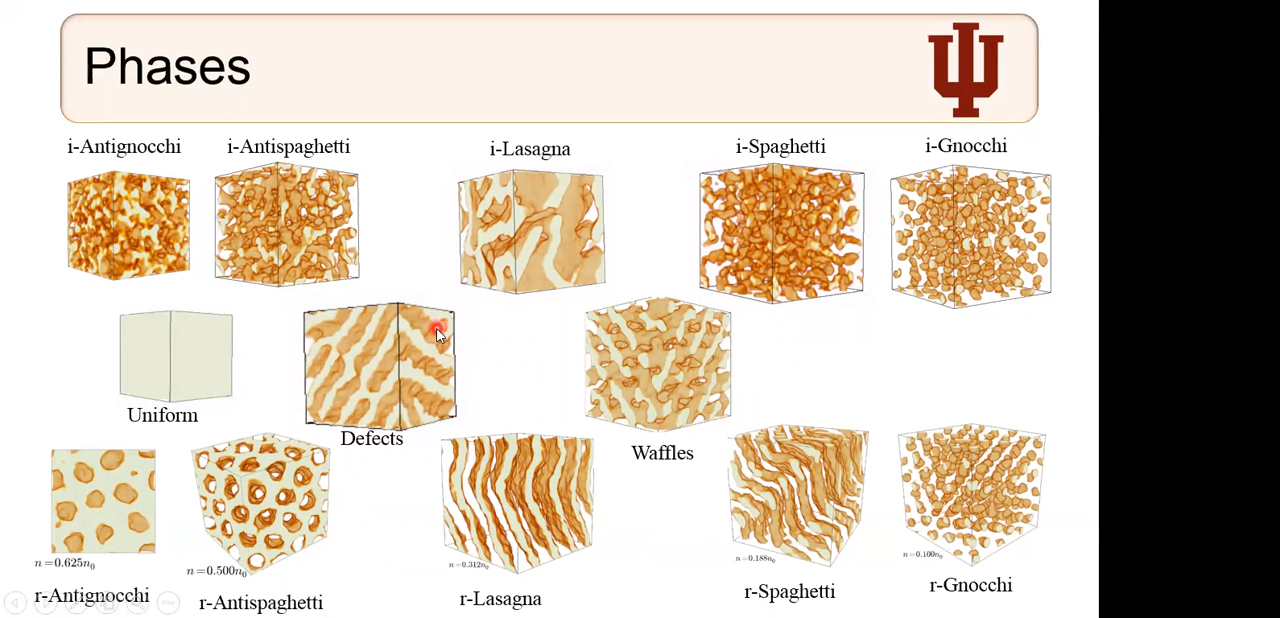 Phases
i-Antignocchi
i-Antispaghetti
i-Lasagna
i-Spaghetti
i-Gnocchi
Uniform
Defects
Waffles
n=0.625n₀
n=0.500n₀
n=0.312n₀
n=0.188n₀
n=0.100n₀
r-Antignocchi
r-Antispaghetti
r-Lasagna
r-Spaghetti
r-Gnocchi